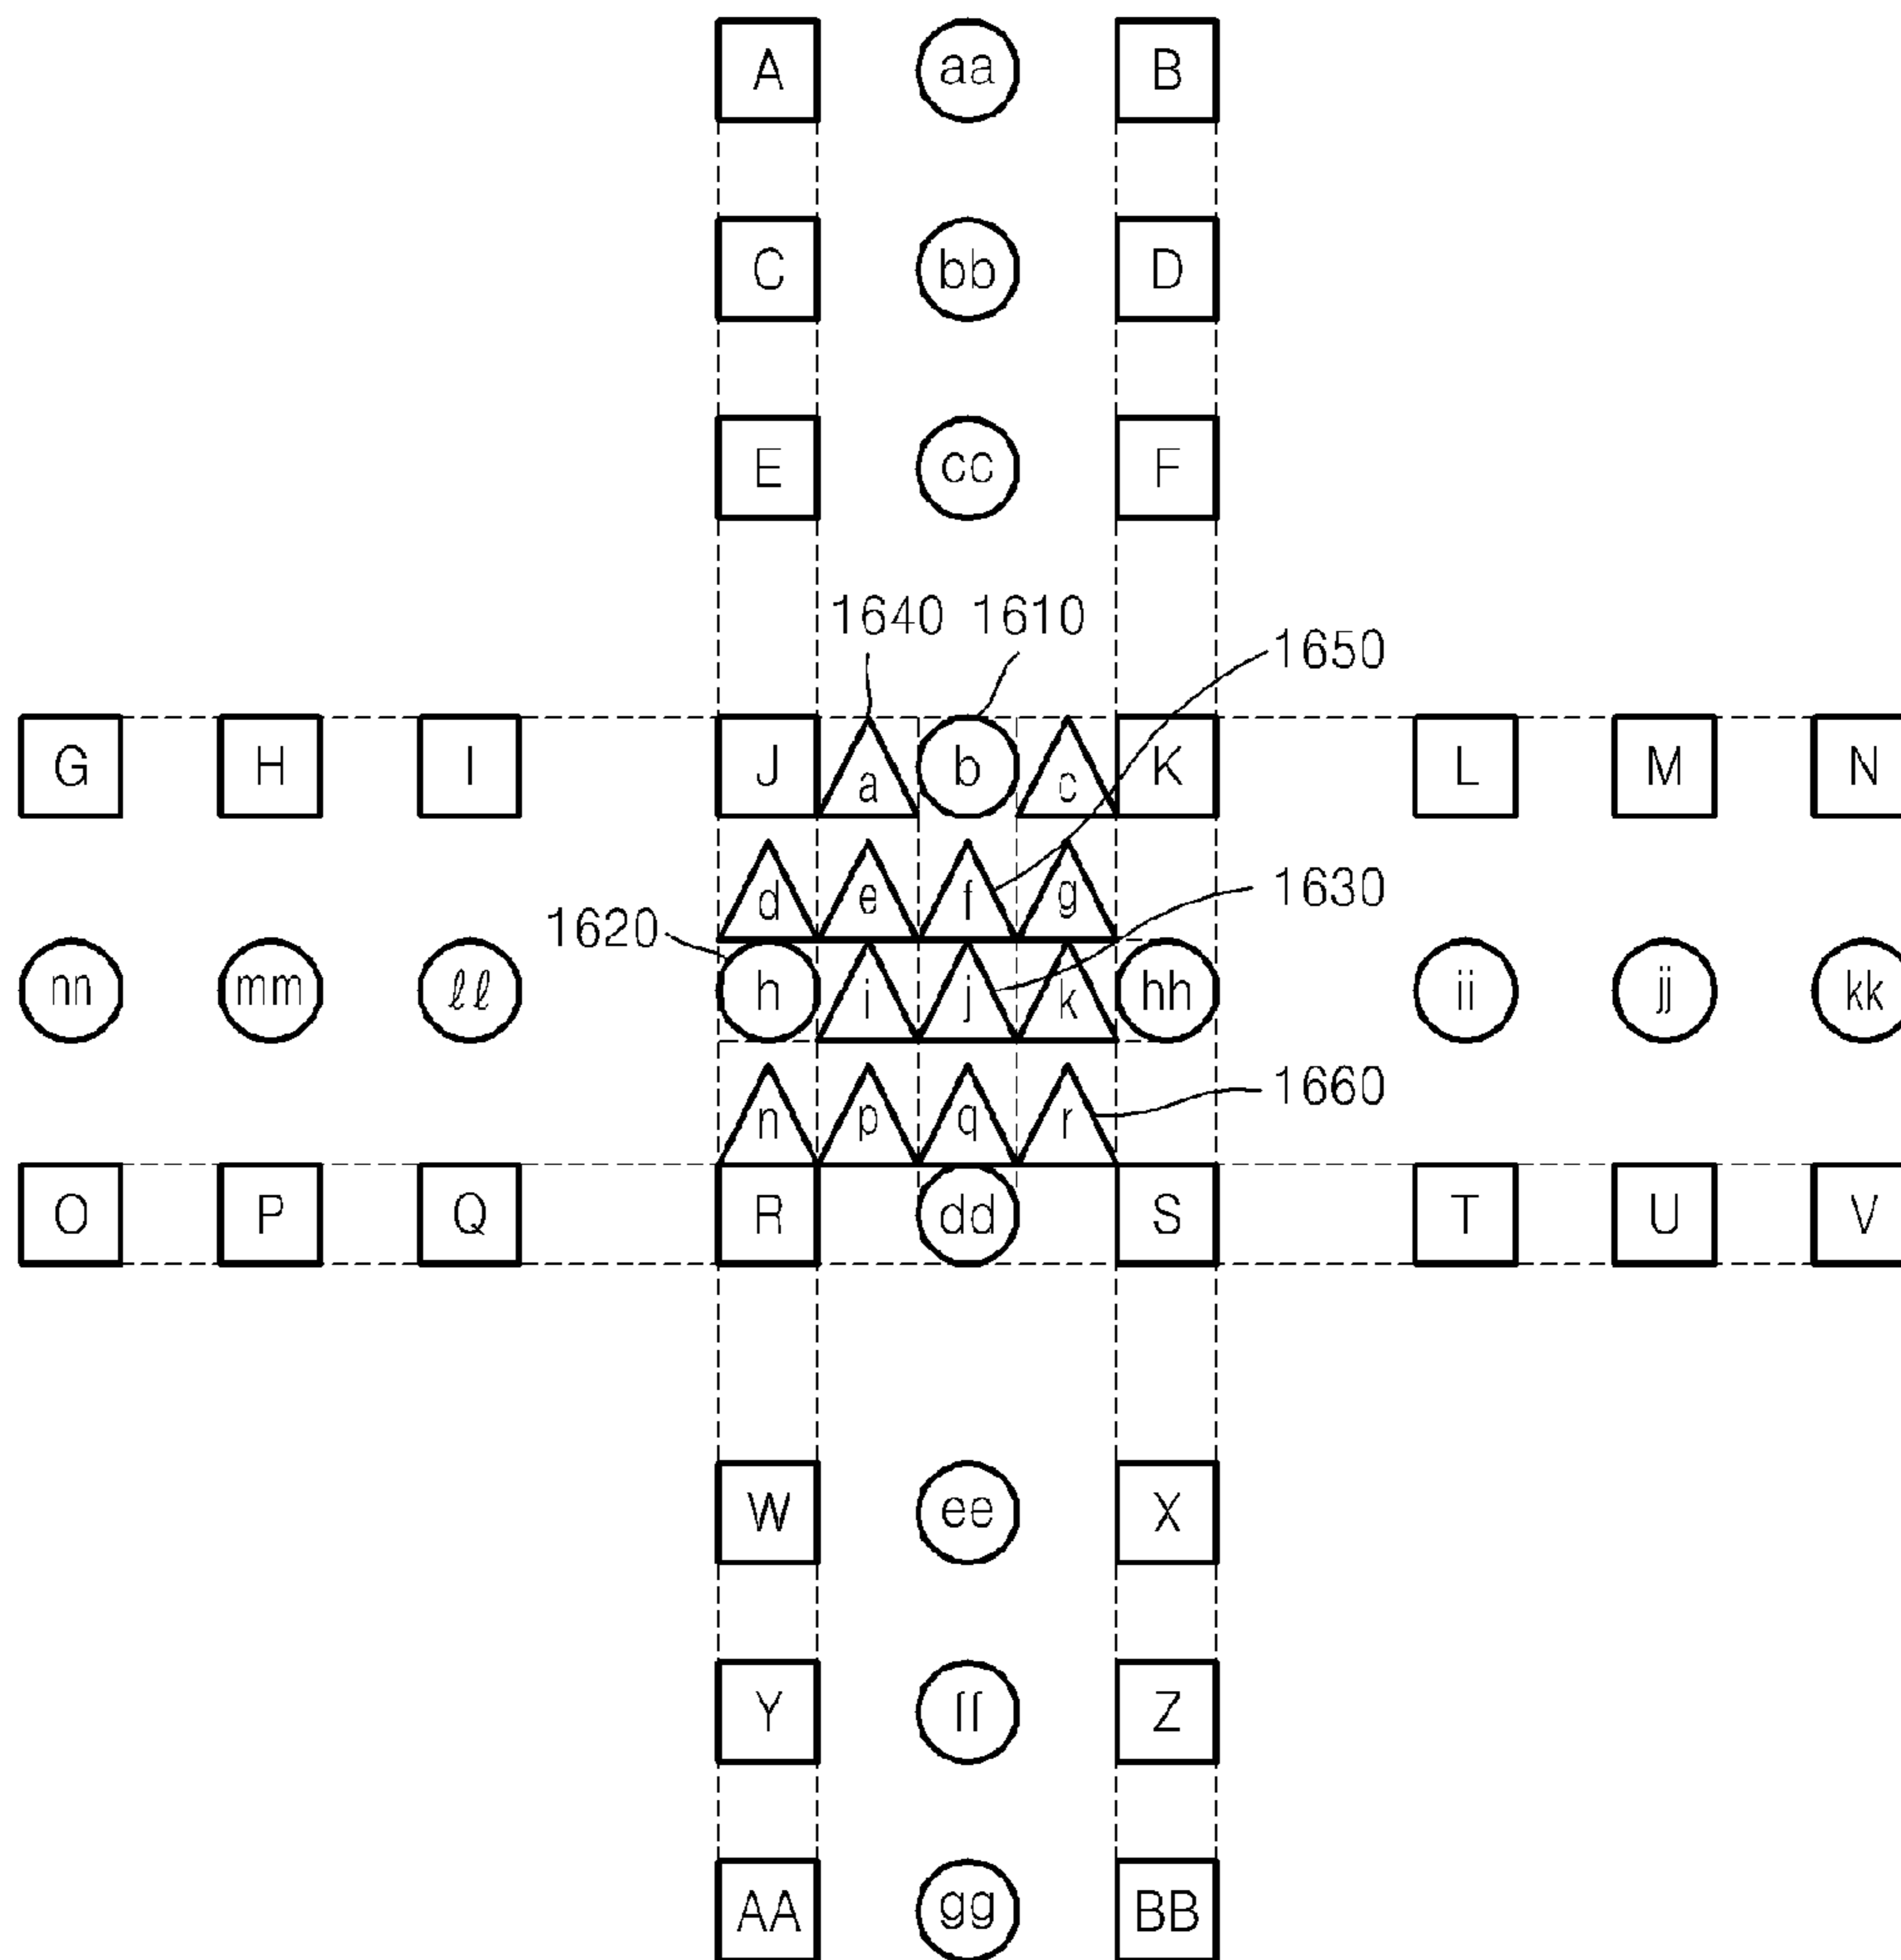 A aa B
C bb D
E cc F
1640 1610
1650
G H I J a b c K L M N
d e f g
1630
1620
nn mm ℓℓ h i j k hh ii jj kk
n p q r
1660
O P Q R dd S T U V
W ee X
Y ff Z
AA gg BB